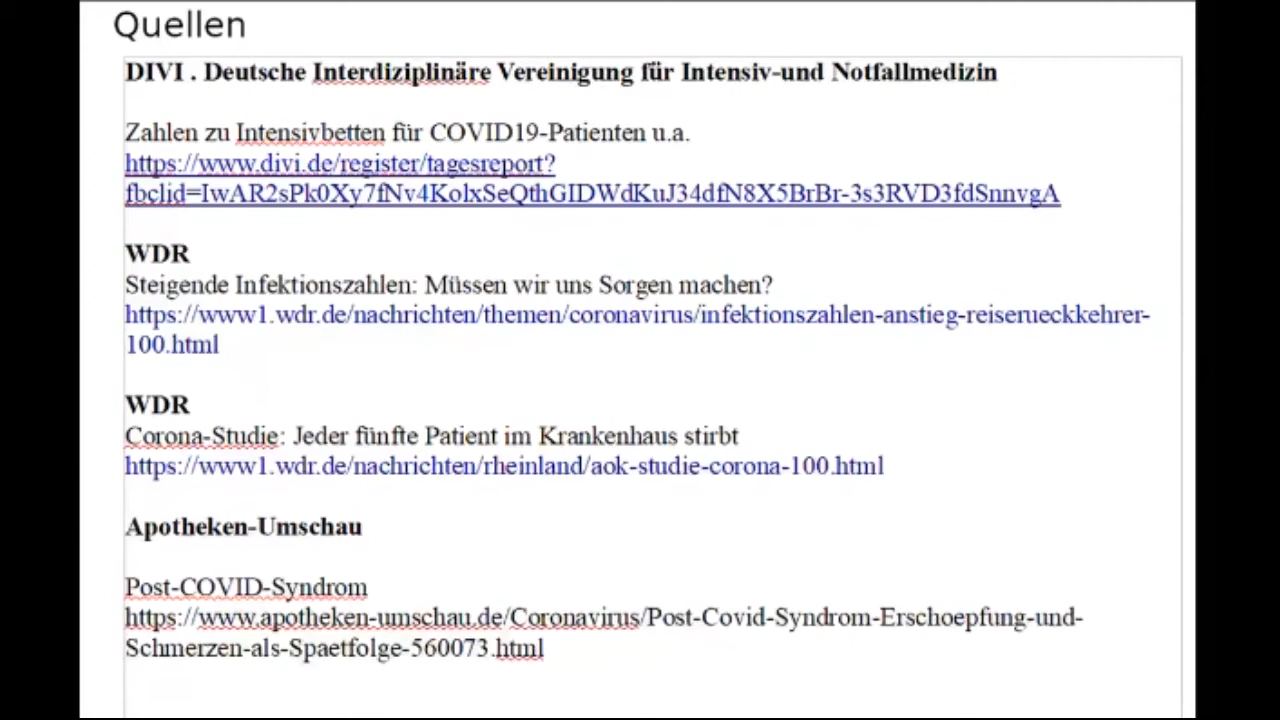 Quellen
DIVI . Deutsche Interdiziplinäre Vereinigung für Intensiv-und Notfallmedizin
Zahlen zu Intensivbetten für COVID19-Patienten u.a.
https://www.divi.de/register/tagesreport?
fbclid=IwAR2sPk0Xy7fNv4KolxSeQthGIDWdKuJ34dfN8X5BrBr-3s3RVD3fdSnnvgA
WDR
Steigende Infektionszahlen: Müssen wir uns Sorgen machen?
https://www1.wdr.de/nachrichten/themen/coronavirus/infektionszahlen-anstieg-reiserueckkehrer-
100.html
WDR
Corona-Studie: Jeder fünfte Patient im Krankenhaus stirbt
https://www1.wdr.de/nachrichten/rheinland/aok-studie-corona-100.html
Apotheken-Umschau
Post-COVID-Syndrom
https://www.apotheken-umschau.de/Coronavirus/Post-Covid-Syndrom-Erschoepfung-und-
Schmerzen-als-Spaetfolge-560073.html